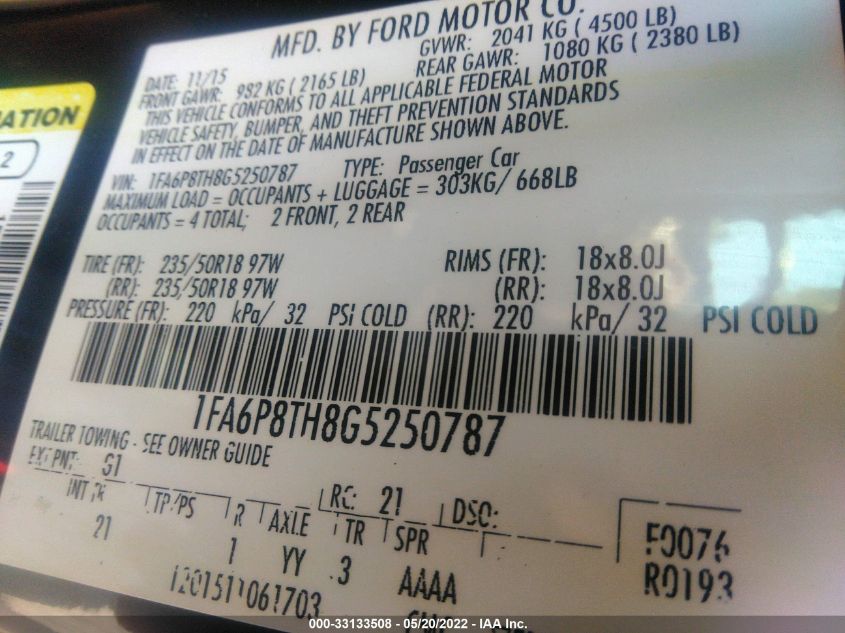 MFD. BY FORD MOTOR CO.
DATE: 11/15 GVWR: 2041 KG ( 4500 LB)
FRONT GAWR: 982 KG ( 2165 LB) REAR GAWR: 1080 KG ( 2380 LB)
THIS VEHICLE CONFORMS TO ALL APPLICABLE FEDERAL MOTOR
VEHICLE SAFETY, BUMPER, AND THEFT PREVENTION STANDARDS
IN EFFECT ON THE DATE OF MANUFACTURE SHOWN ABOVE.
VIN: 1FA6P8TH8G5250787 TYPE: Passenger Car
MAXIMUM LOAD = OCCUPANTS + LUGGAGE = 303KG/ 668LB
OCCUPANTS = 4 TOTAL; 2 FRONT, 2 REAR
TIRE (FR): 235/50R18 97W RIMS (FR): 18x8.0J
(RR): 235/50R18 97W (RR): 18x8.0J
PRESSURE (FR): 220 kPa/ 32 PSI COLD (RR): 220 kPa/ 32 PSI COLD
1FA6P8TH8G5250787
TRAILER TOWING - SEE OWNER GUIDE
EXT PNT: G1 RC: 21 DSO:
INT TR TP/PS R AXLE TR SPR
21 1 YY 3 AAAA
F0076
R0193
1201511061703
ATION
2
000-33133508 - 05/20/2022 - IAA Inc.